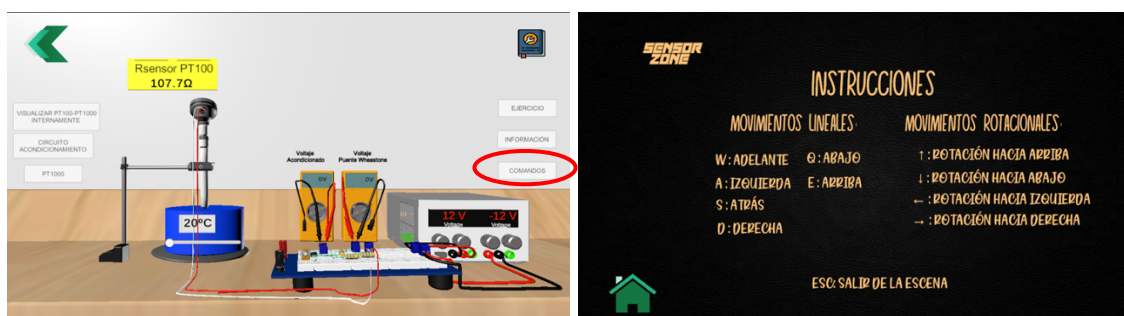 Rsensor PT100
107.7Ω
VISUALIZAR PT100-PT1000
INTERNAMENTE
CIRCUITO
ACONDICIONAMIENTO
PT1000
EJERCICIO
INFORMACIÓN
COMANDOS
Voltaje
Acondicionado
Voltaje
Puente Wheastone
0V
0V
20ºC
12 V
Voltage
-12 V
Voltage
SENSOR
ZONE
INSTRUCCIONES
MOVIMIENTOS LINEALES:
W: ADELANTE
Q: ABAJO
A: IZQUIERDA
E: ARRIBA
S: ATRÁS
D: DERECHA
MOVIMIENTOS ROTACIONALES:
↑: ROTACIÓN HACIA ARRIBA
↓: ROTACIÓN HACIA ABAJO
←: ROTACIÓN HACIA IZQUIERDA
→: ROTACIÓN HACIA DERECHA
ESC: SALIR DE LA ESCENA